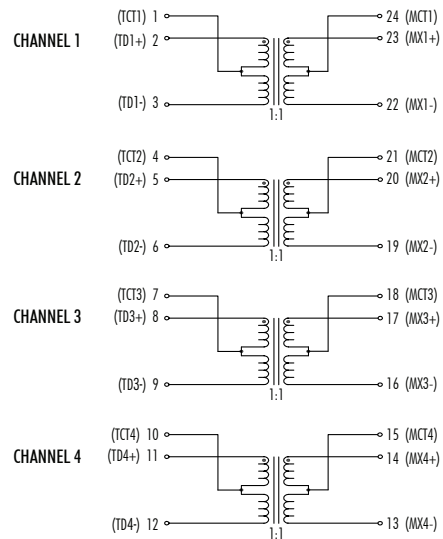 (TCT1) 1 24 (MCT1)
CHANNEL 1 (TD1+) 2 23 (MX1+)
(TD1-) 3 22 (MX1-)
1:1
(TCT2) 4 21 (MCT2)
CHANNEL 2 (TD2+) 5 20 (MX2+)
(TD2-) 6 19 (MX2-)
1:1
(TCT3) 7 18 (MCT3)
CHANNEL 3 (TD3+) 8 17 (MX3+)
(TD3-) 9 16 (MX3-)
1:1
(TCT4) 10 15 (MCT4)
CHANNEL 4 (TD4+) 11 14 (MX4+)
(TD4-) 12 13 (MX4-)
1:1